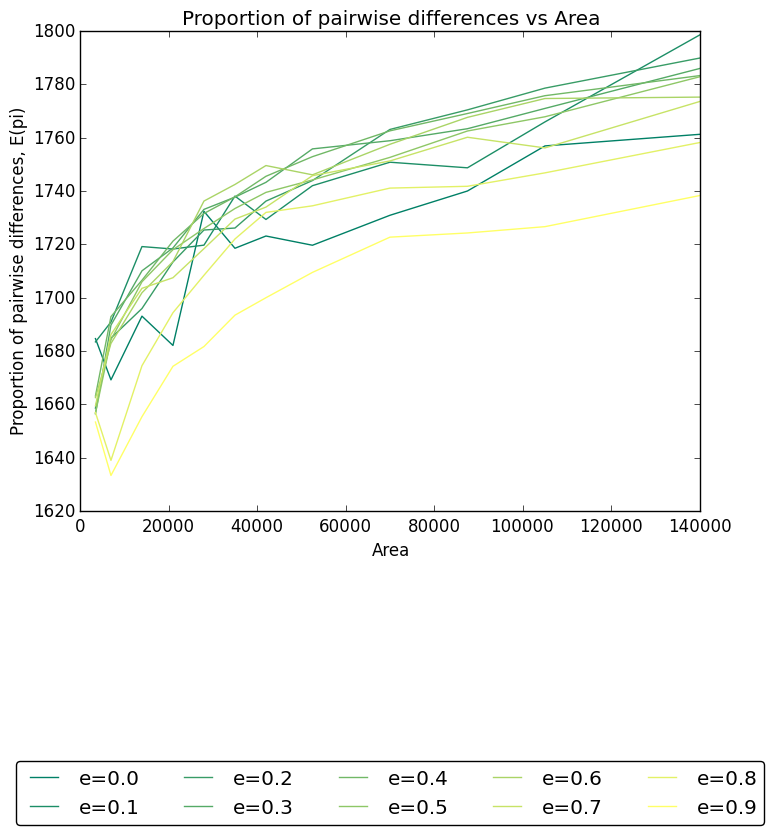 Proportion of pairwise differences vs Area
Proportion of pairwise differences, E(pi)
1800
1780
1760
1740
1720
1700
1680
1660
1640
1620
0 20000 40000 60000 80000 100000 120000 140000
Area
e=0.0 e=0.2 e=0.4 e=0.6 e=0.8
e=0.1 e=0.3 e=0.5 e=0.7 e=0.9